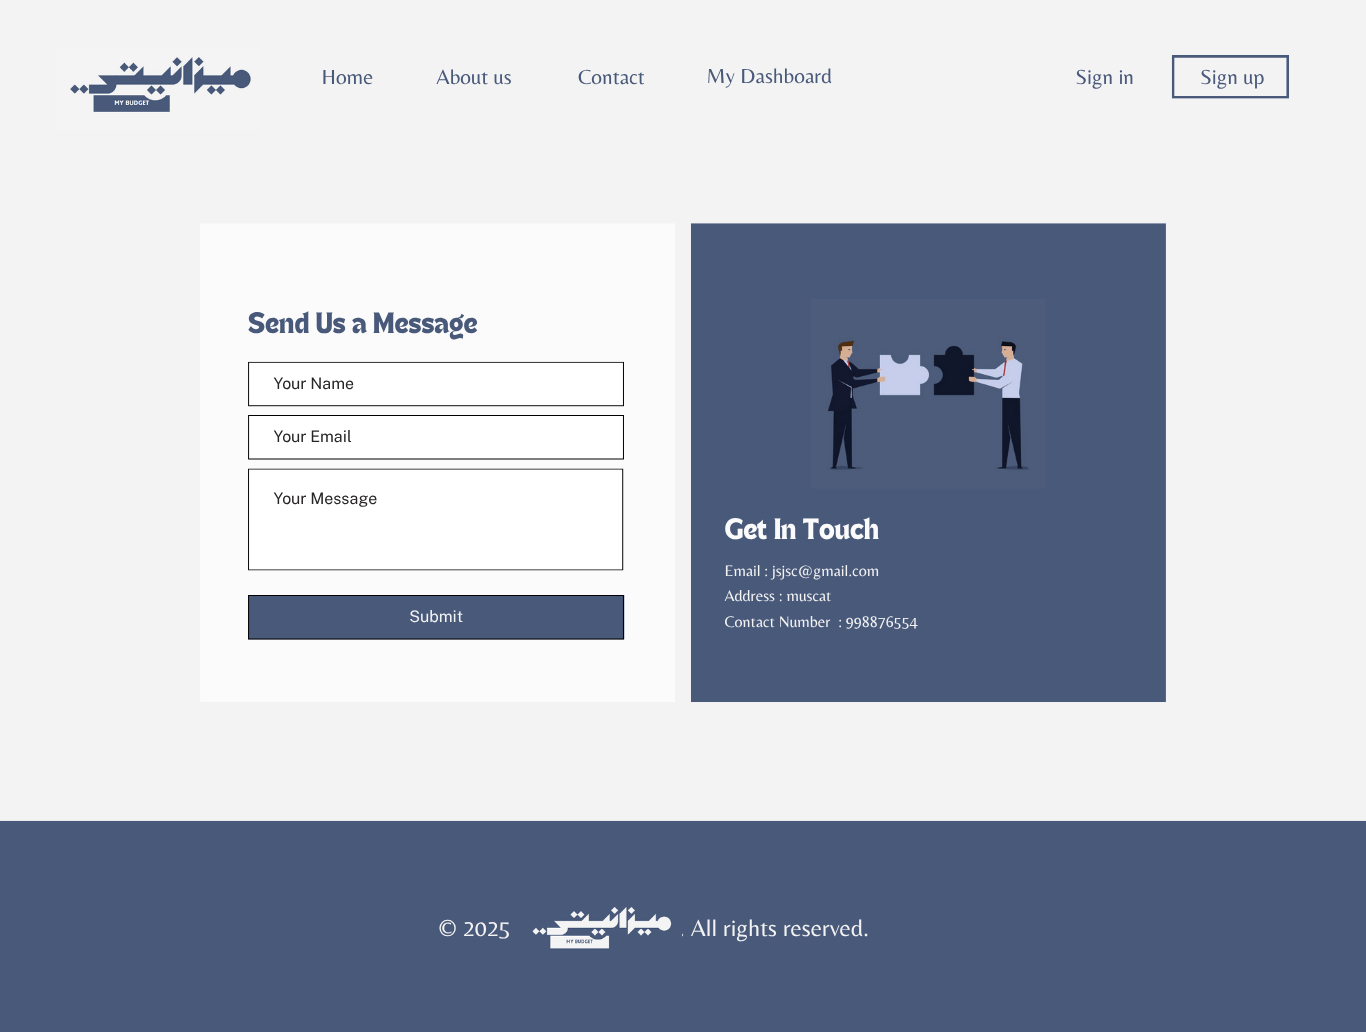 ميزانيتي
MY BUDGET
Home
About us
Contact
My Dashboard
Sign in
Sign up
Send Us a Message
Your Name
Your Email
Your Message
Submit
Get In Touch
Email : jsjsc@gmail.com
Address : muscat
Contact Number : 998876554
© 2025 ميزانيتي . All rights reserved.
MY BUDGET